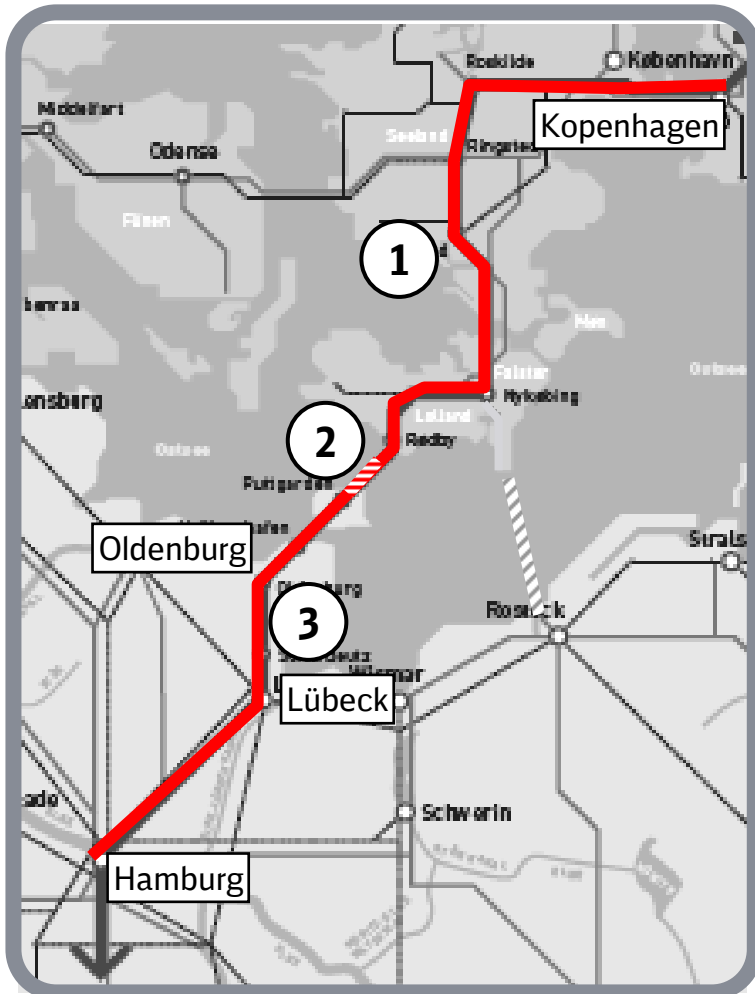 Roskilde
København
Middelfart
Kopenhagen
Seeland
Ringsted
Odense
Fünen
1
Møn
Falster
Ostsee
ensburg
Nykøbing
Lolland
2
Rødby
Ostsee
Puttgarden
Oldenburg
Strals
3
Rostock
Lübeck
Schwerin
Hamburg